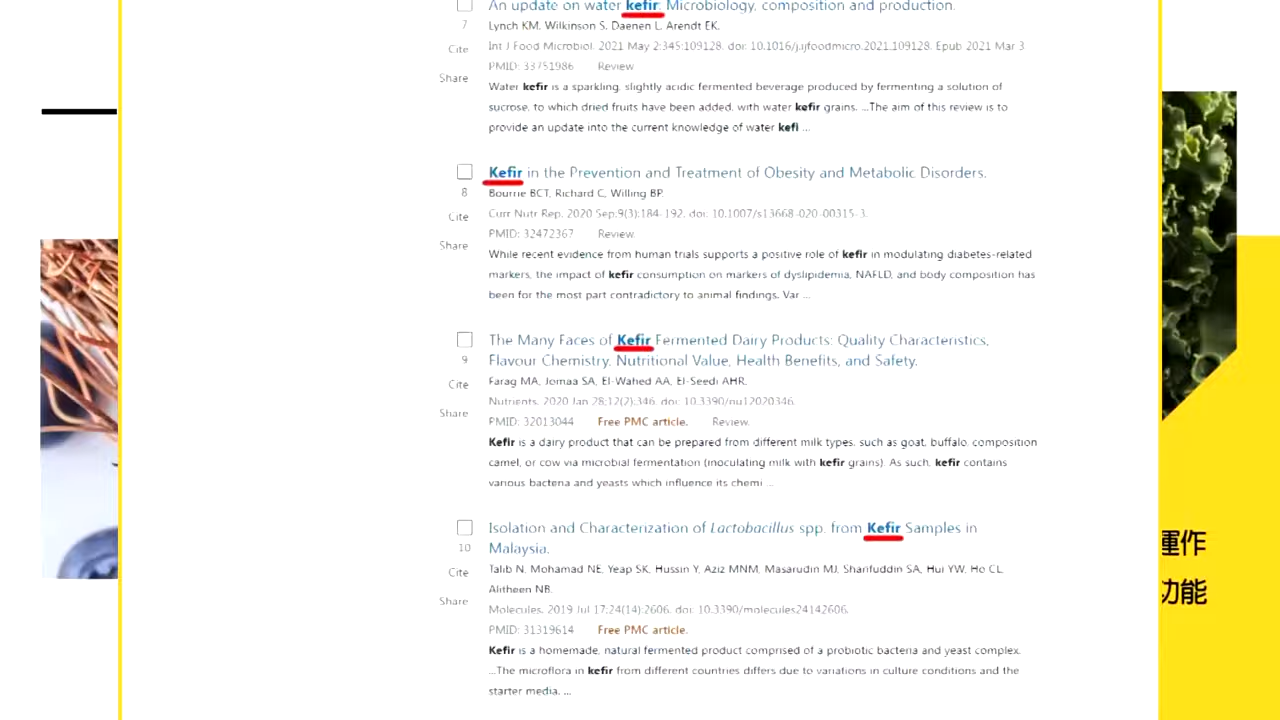 An update on water kefir: Microbiology, composition and production.
7
Lynch KM, Wilkinson S, Daenen L, Arendt EK.
Cite
Int J Food Microbiol. 2021 May 2;345:109128. doi: 10.1016/j.ijfoodmicro.2021.109128. Epub 2021 Mar 3.
PMID: 33751986 Review.
Share
Water kefir is a sparkling, slightly acidic fermented beverage produced by fermenting a solution of
sucrose, to which dried fruits have been added, with water kefir grains. ...The aim of this review is to
provide an update into the current knowledge of water kefi ...
Kefir in the Prevention and Treatment of Obesity and Metabolic Disorders.
8
Bourrie BCT, Richard C, Willing BP.
Cite
Curr Nutr Rep. 2020 Sep;9(3):184-192. doi: 10.1007/s13668-020-00315-3.
PMID: 32472367 Review.
Share
While recent evidence from human trials supports a positive role of kefir in modulating diabetes-related
markers, the impact of kefir consumption on markers of dyslipidemia, NAFLD, and body composition has
been for the most part contradictory to animal findings. Var ...
The Many Faces of Kefir Fermented Dairy Products: Quality Characteristics,
9
Flavour Chemistry, Nutritional Value, Health Benefits, and Safety.
Farag MA, Jomaa SA, El-Wahed AA, El-Seedi AHR.
Cite
Nutrients. 2020 Jan 28;12(2):346. doi: 10.3390/nu12020346.
Share
PMID: 32013044 Free PMC article. Review.
Kefir is a dairy product that can be prepared from different milk types, such as goat, buffalo, composition
camel, or cow via microbial fermentation (inoculating milk with kefir grains). As such, kefir contains
various bacteria and yeasts which influence its chemi ...
Isolation and Characterization of Lactobacillus spp. from Kefir Samples in
10
Malaysia.
Talib N, Mohamad NE, Yeap SK, Hussin Y, Aziz MNM, Masarudin MJ, Sharifuddin SA, Hui YW, Ho CL,
Cite
Alitheen NB.
Share
Molecules. 2019 Jul 17;24(14):2606. doi: 10.3390/molecules24142606.
PMID: 31319614 Free PMC article.
Kefir is a homemade, natural fermented product comprised of a probiotic bacteria and yeast complex.
...The microflora in kefir from different countries differs due to variations in culture conditions and the
starter media. ...
運作
功能